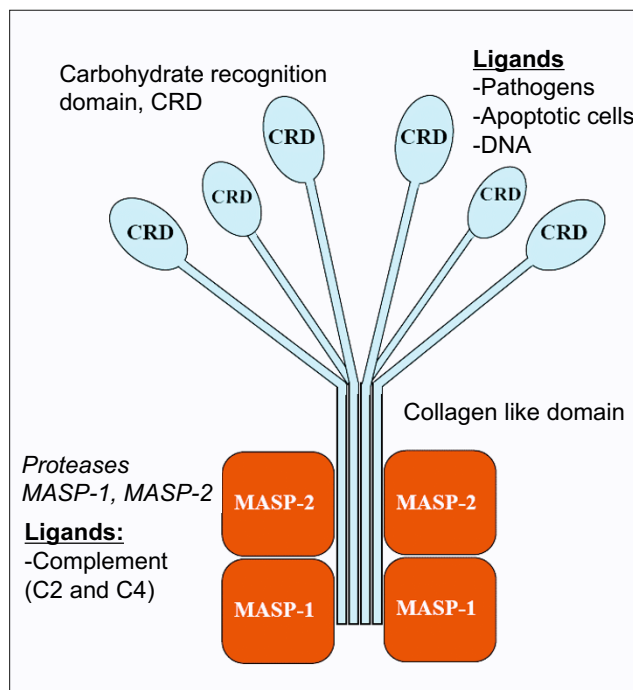 Carbohydrate recognition
domain, CRD
Ligands
-Pathogens
-Apoptotic cells
-DNA
CRD
CRD
CRD
CRD
CRD
CRD
Collagen like domain
Proteases
MASP-1, MASP-2
Ligands:
-Complement
(C2 and C4)
MASP-2
MASP-2
MASP-1
MASP-1